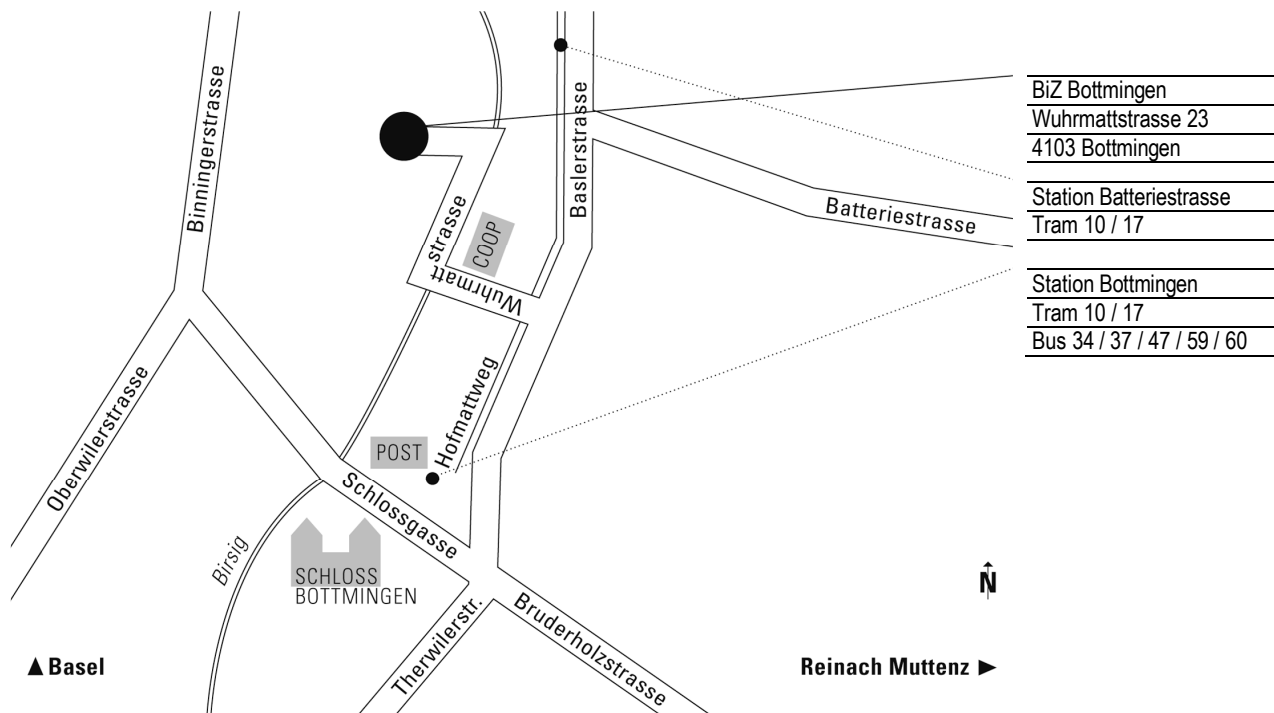 BiZ Bottmingen
Wuhrmattstrasse 23
4103 Bottmingen
Station Batteriestrasse
Tram 10 / 17
Station Bottmingen
Tram 10 / 17
Bus 34 / 37 / 47 / 59 / 60
Binningerstrasse
Baslerstrasse
Batteriestrasse
strasse
COOP
Wuhrmatt
Hofmattweg
Oberwilerstrasse
POST
Schlossgasse
Birsig
SCHLOSS
BOTTMINGEN
N
Therwilerstr.
Bruderholzstrasse
▲ Basel
Reinach Muttenz ►